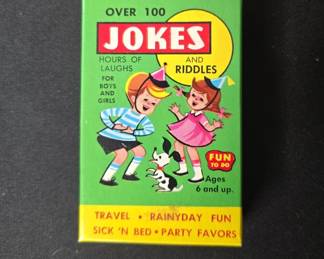 OVER 100
JOKES
HOURS OF
LAUGHS
AND
RIDDLES
FOR
BOYS
AND
GIRLS
FUN
TO DO
Ages
6 and up.
TRAVEL • RAINYDAY FUN
SICK 'N BED • PARTY FAVORS